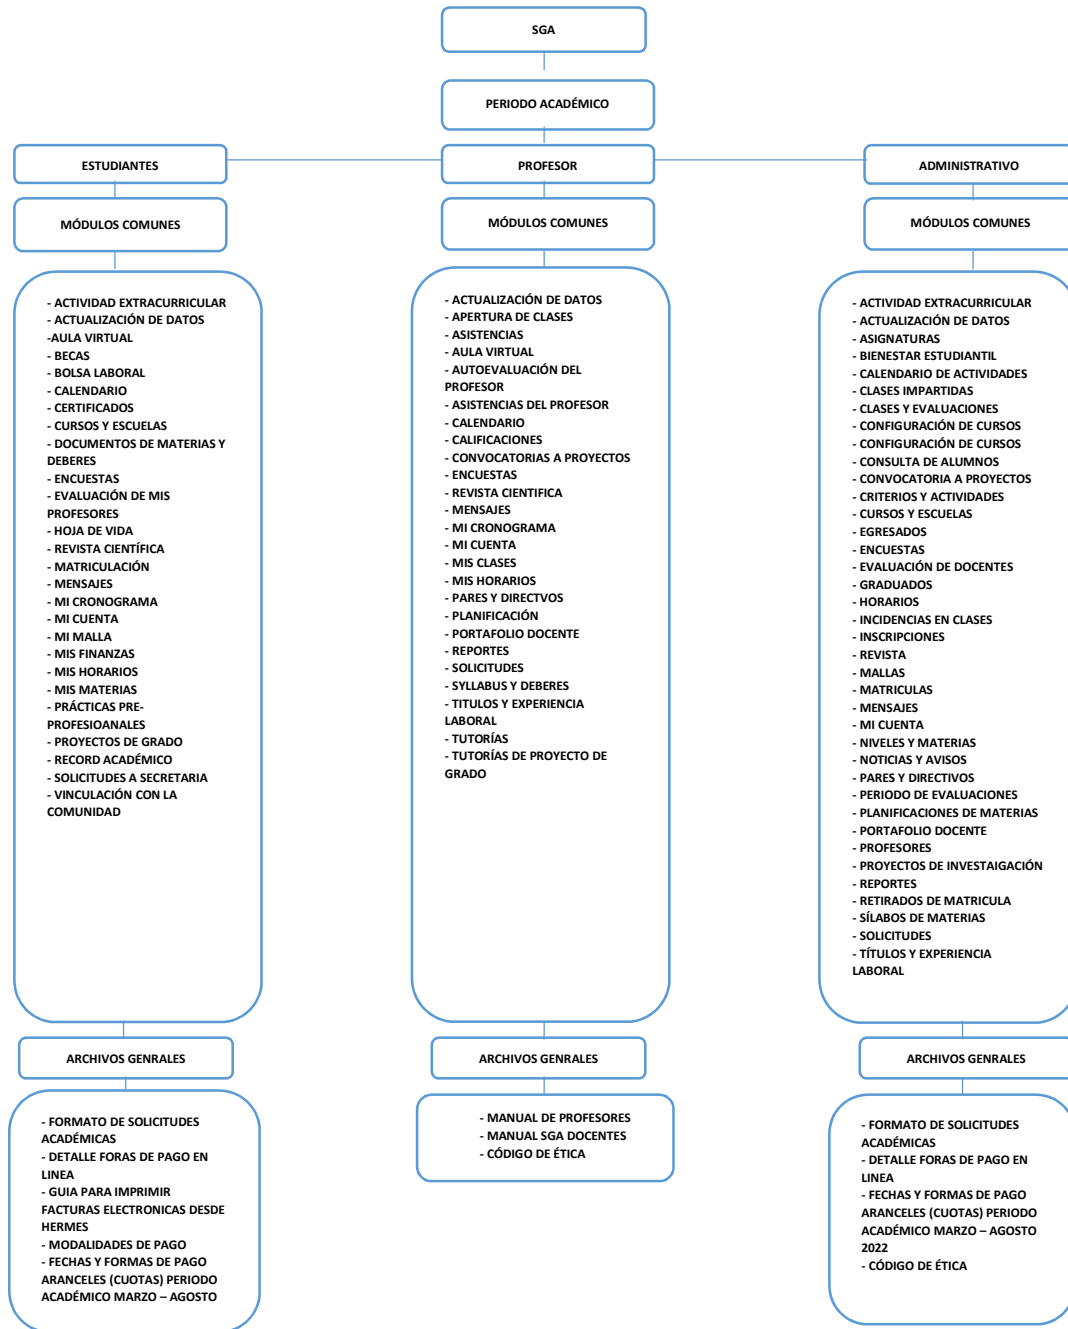 SGA
PERIODO ACADÉMICO
ESTUDIANTES
PROFESOR
ADMINISTRATIVO
MÓDULOS COMUNES
MÓDULOS COMUNES
MÓDULOS COMUNES
- ACTIVIDAD EXTRACURRICULAR
- ACTUALIZACIÓN DE DATOS
-AULA VIRTUAL
- BECAS
- BOLSA LABORAL
- CALENDARIO
- CERTIFICADOS
- CURSOS Y ESCUELAS
- DOCUMENTOS DE MATERIAS Y
DEBERES
- ENCUESTAS
- EVALUACIÓN DE MIS
PROFESORES
- HOJA DE VIDA
- REVISTA CIENTÍFICA
- MATRICULACIÓN
- MENSAJES
- MI CRONOGRAMA
- MI CUENTA
- MI MALLA
- MIS FINANZAS
- MIS HORARIOS
- MIS MATERIAS
- PRÁCTICAS PRE-
PROFESIOANALES
- PROYECTOS DE GRADO
- RECORD ACADÉMICO
- SOLICITUDES A SECRETARIA
- VINCULACIÓN CON LA
COMUNIDAD
- ACTUALIZACIÓN DE DATOS
- APERTURA DE CLASES
- ASISTENCIAS
- AULA VIRTUAL
- AUTOEVALUACIÓN DEL
PROFESOR
- ASISTENCIAS DEL PROFESOR
- CALENDARIO
- CALIFICACIONES
- CONVOCATORIAS A PROYECTOS
- ENCUESTAS
- REVISTA CIENTIFICA
- MENSAJES
- MI CRONOGRAMA
- MI CUENTA
- MIS CLASES
- MIS HORARIOS
- PARES Y DIRECTVOS
- PLANIFICACIÓN
- PORTAFOLIO DOCENTE
- REPORTES
- SOLICITUDES
- SYLLABUS Y DEBERES
- TITULOS Y EXPERIENCIA
LABORAL
- TUTORÍAS
- TUTORÍAS DE PROYECTO DE
GRADO
- ACTIVIDAD EXTRACURRICULAR
- ACTUALIZACIÓN DE DATOS
- ASIGNATURAS
- BIENESTAR ESTUDIANTIL
- CALENDARIO DE ACTIVIDADES
- CLASES IMPARTIDAS
- CLASES Y EVALUACIONES
- CONFIGURACIÓN DE CURSOS
- CONFIGURACIÓN DE CURSOS
- CONSULTA DE ALUMNOS
- CONVOCATORIA A PROYECTOS
- CRITERIOS Y ACTIVIDADES
- CURSOS Y ESCUELAS
- EGRESADOS
- ENCUESTAS
- EVALUACIÓN DE DOCENTES
- GRADUADOS
- HORARIOS
- INCIDENCIAS EN CLASES
- INSCRIPCIONES
- REVISTA
- MALLAS
- MATRICULAS
- MENSAJES
- MI CUENTA
- NIVELES Y MATERIAS
- NOTICIAS Y AVISOS
- PARES Y DIRECTIVOS
- PERIODO DE EVALUACIONES
- PLANIFICACIONES DE MATERIAS
- PORTAFOLIO DOCENTE
- PROFESORES
- PROYECTOS DE INVESTAIGACIÓN
- REPORTES
- RETIRADOS DE MATRICULA
- SÍLABOS DE MATERIAS
- SOLICITUDES
- TÍTULOS Y EXPERIENCIA
LABORAL
ARCHIVOS GENRALES
ARCHIVOS GENRALES
ARCHIVOS GENRALES
- FORMATO DE SOLICITUDES
ACADÉMICAS
- DETALLE FORAS DE PAGO EN
LINEA
- GUIA PARA IMPRIMIR
FACTURAS ELECTRONICAS DESDE
HERMES
- MODALIDADES DE PAGO
- FECHAS Y FORMAS DE PAGO
ARANCELES (CUOTAS) PERIODO
ACADÉMICO MARZO – AGOSTO
- MANUAL DE PROFESORES
- MANUAL SGA DOCENTES
- CÓDIGO DE ÉTICA
- FORMATO DE SOLICITUDES
ACADÉMICAS
- DETALLE FORAS DE PAGO EN
LINEA
- FECHAS Y FORMAS DE PAGO
ARANCELES (CUOTAS) PERIODO
ACADÉMICO MARZO – AGOSTO
2022
- CÓDIGO DE ÉTICA